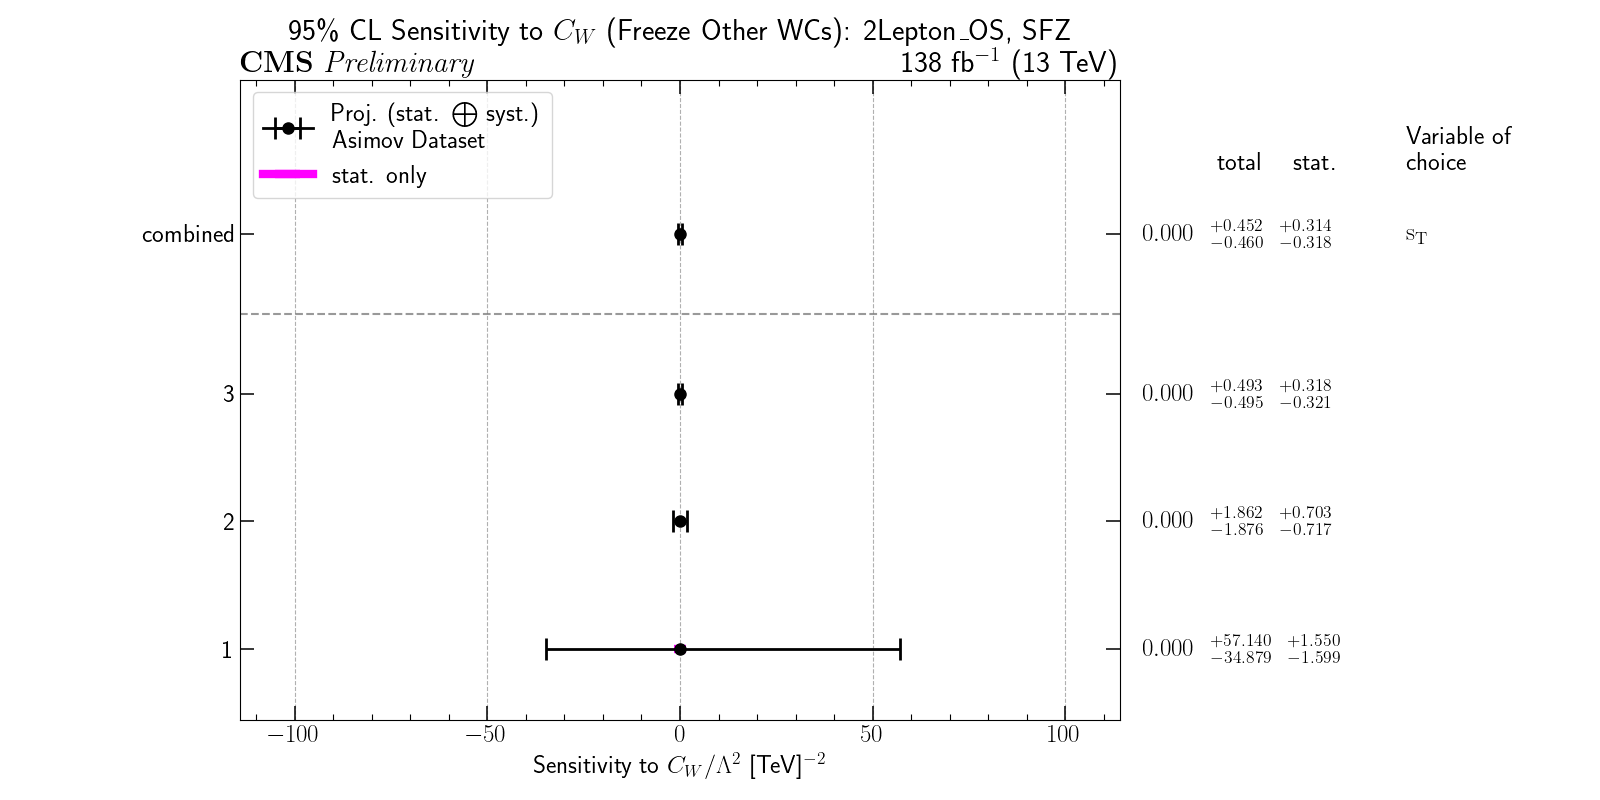 95% CL Sensitivity to C_W (Freeze Other WCs): 2Lepton_OS, SFZ
CMS Preliminary 138 fb⁻¹ (13 TeV)
Proj. (stat. ⨁ syst.)
Asimov Dataset
stat. only
Variable of
total stat. choice
combined 0.000 +0.452 −0.460 +0.314 −0.318 s_T
3 0.000 +0.493 −0.495 +0.318 −0.321
2 0.000 +1.862 −1.876 +0.703 −0.717
1 0.000 +57.140 −34.879 +1.550 −1.599
−100 −50 0 50 100
Sensitivity to C_W/Λ² [TeV]⁻²